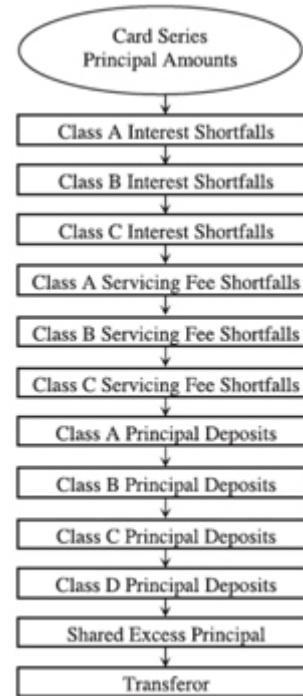 Card Series
Principal Amounts
Class A Interest Shortfalls
Class B Interest Shortfalls
Class C Interest Shortfalls
Class A Servicing Fee Shortfalls
Class B Servicing Fee Shortfalls
Class C Servicing Fee Shortfalls
Class A Principal Deposits
Class B Principal Deposits
Class C Principal Deposits
Class D Principal Deposits
Shared Excess Principal
Transferor